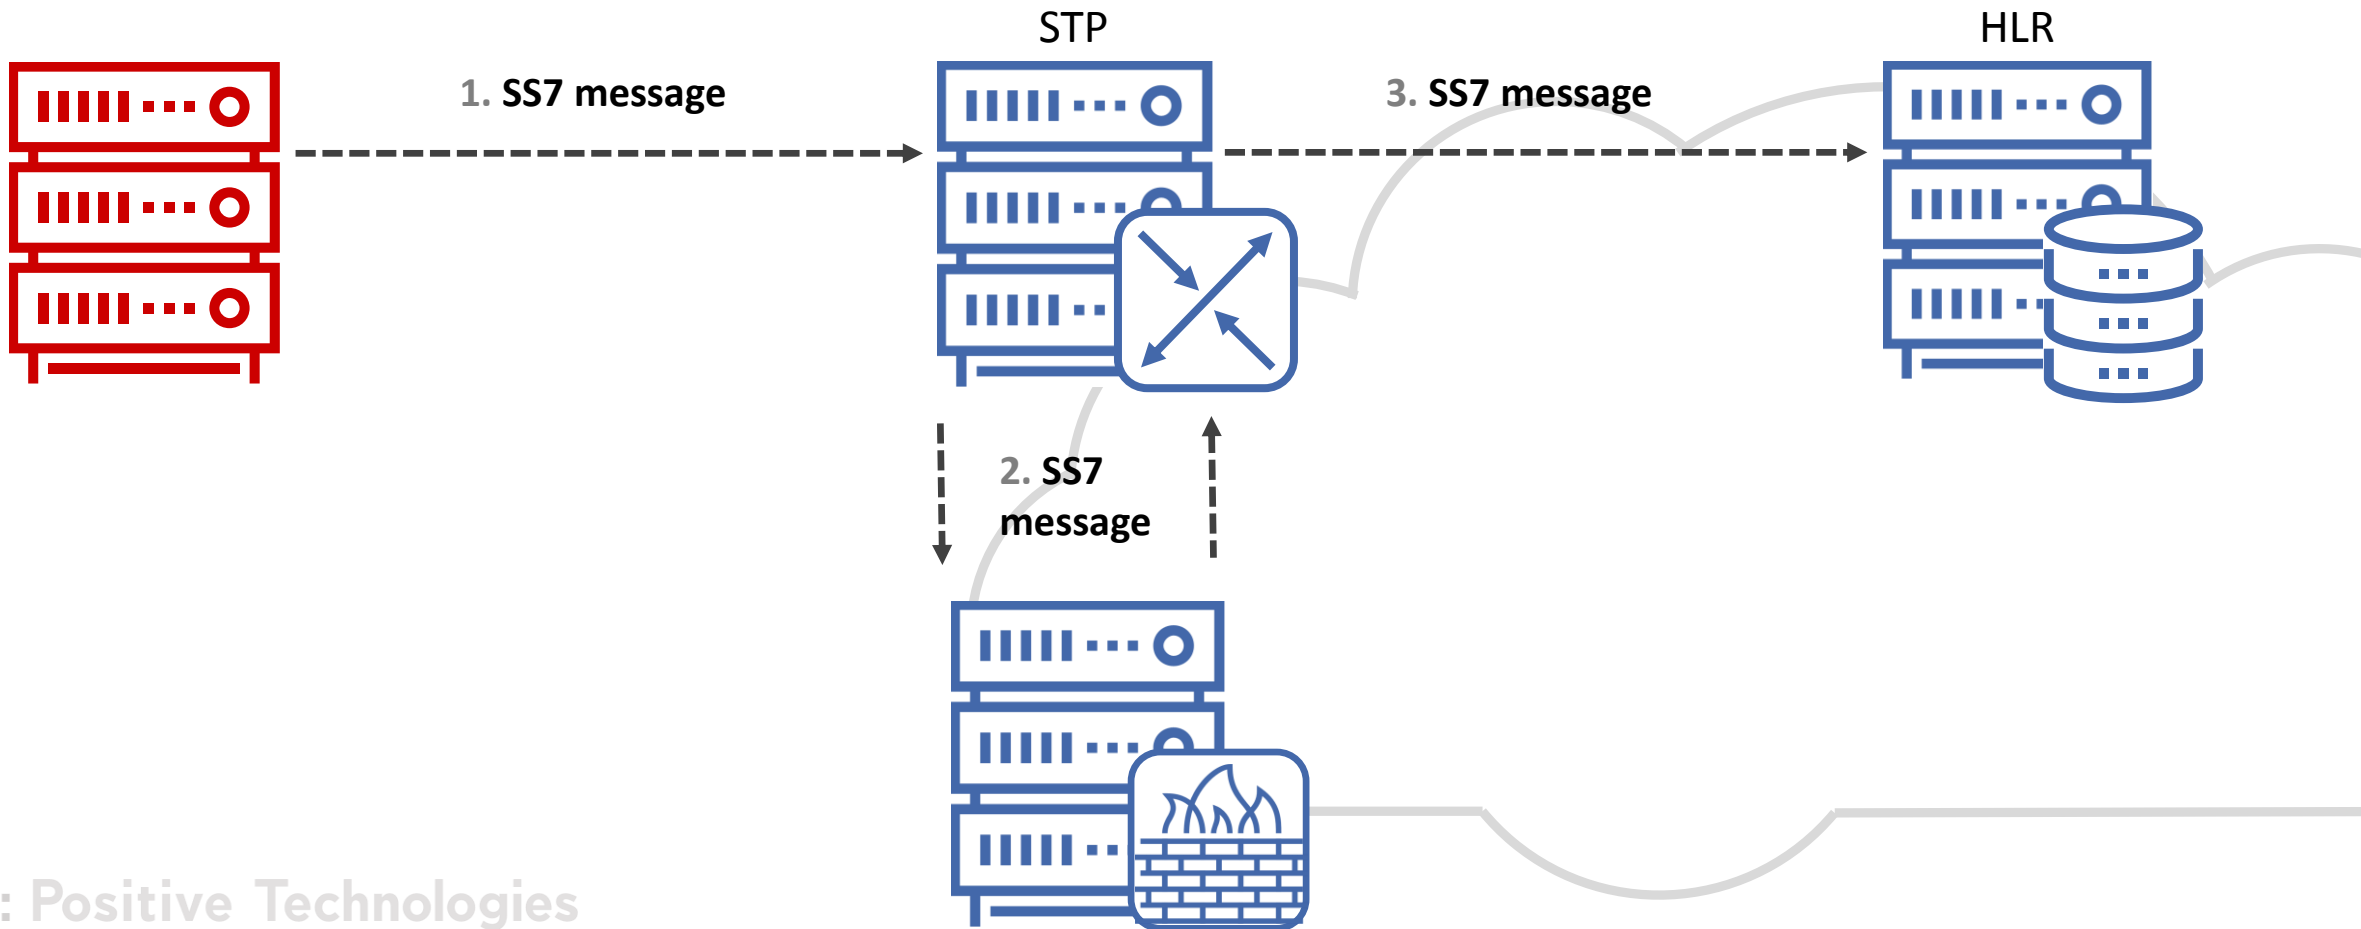 STP
HLR
1. SS7 message
3. SS7 message
2. SS7
message
: Positive Technologies